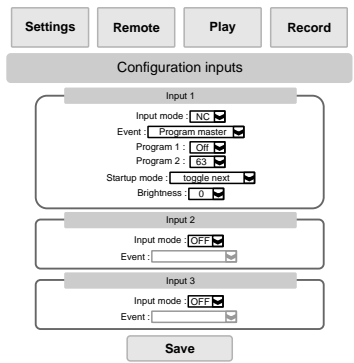 Settings Remote Play Record
Configuration inputs
Input 1
Input mode : NC
Event : Program master
Program 1 : Off
Program 2 : 63
Startup mode : toggle next
Brightness : 0
Input 2
Input mode : OFF
Event :
Input 3
Input mode : OFF
Event :
Save